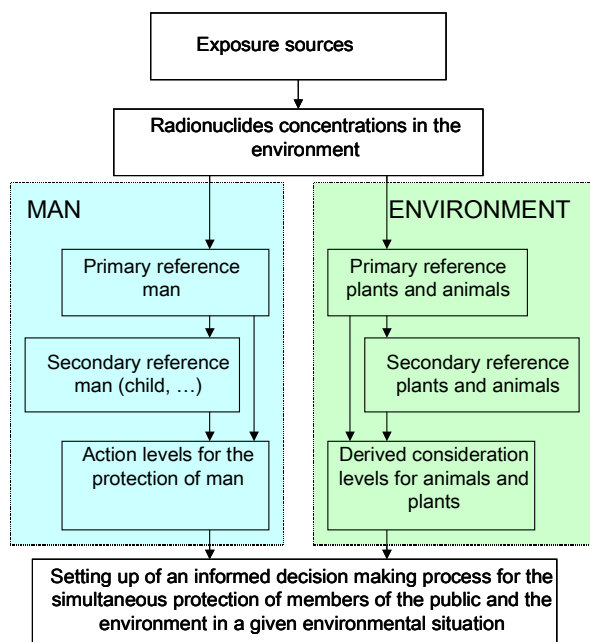 Exposure sources
Radionuclides concentrations in the
environment
MAN
Primary reference
man
Secondary reference
man (child, …)
Action levels for the
protection of man
ENVIRONMENT
Primary reference
plants and animals
Secondary reference
plants and animals
Derived consideration
levels for animals and
plants
Setting up of an informed decision making process for the
simultaneous protection of members of the public and the
environment in a given environmental situation